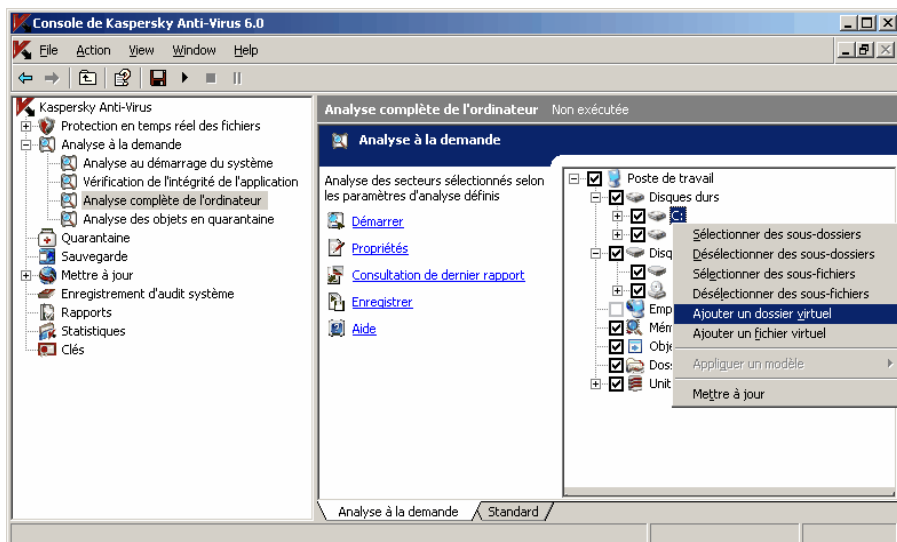 Console de Kaspersky Anti-Virus 6.0
File Action View Window Help
Kaspersky Anti-Virus
Protection en temps réel des fichiers
Analyse à la demande
Analyse au démarrage du système
Vérification de l'intégrité de l'application
Analyse complète de l'ordinateur
Analyse des objets en quarantaine
Quarantaine
Sauvegarde
Mettre à jour
Enregistrement d'audit système
Rapports
Statistiques
Clés
Analyse complète de l'ordinateur Non exécutée
Analyse à la demande
Analyse des secteurs sélectionnés selon
les paramètres d'analyse définis
Démarrer
Propriétés
Consultation de dernier rapport
Enregistrer
Aide
Poste de travail
Disques durs
C:
Disq
Emp
Mém
Obje
Doss
Unit
Sélectionner des sous-dossiers
Désélectionner des sous-dossiers
Sélectionner des sous-fichiers
Désélectionner des sous-fichiers
Ajouter un dossier virtuel
Ajouter un fichier virtuel
Appliquer un modèle
Mettre à jour
Analyse à la demande Standard